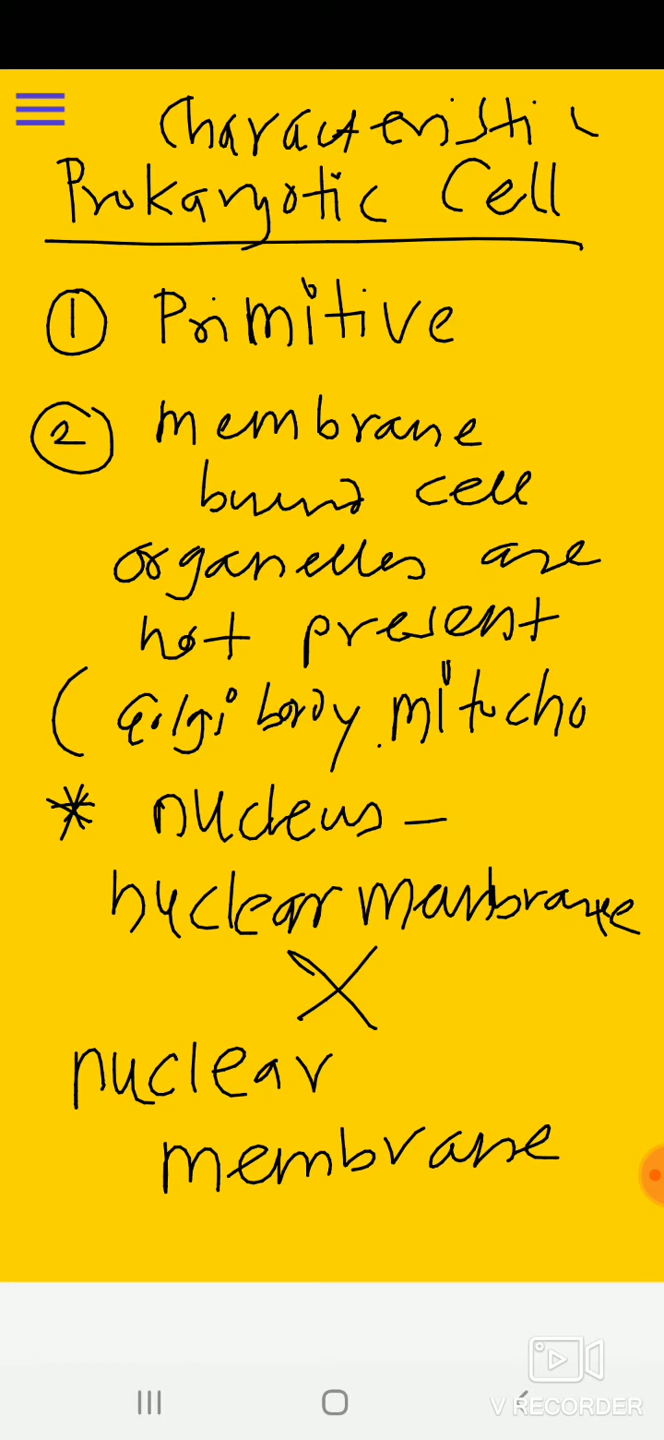 Characteristic
Prokaryotic Cell
① Primitive
② membrane
bound cell
organelles are
not present
( Golgi body, mitocho
* nucleus -
nuclear manbrane
X
nuclear
membrane
V RECORDER